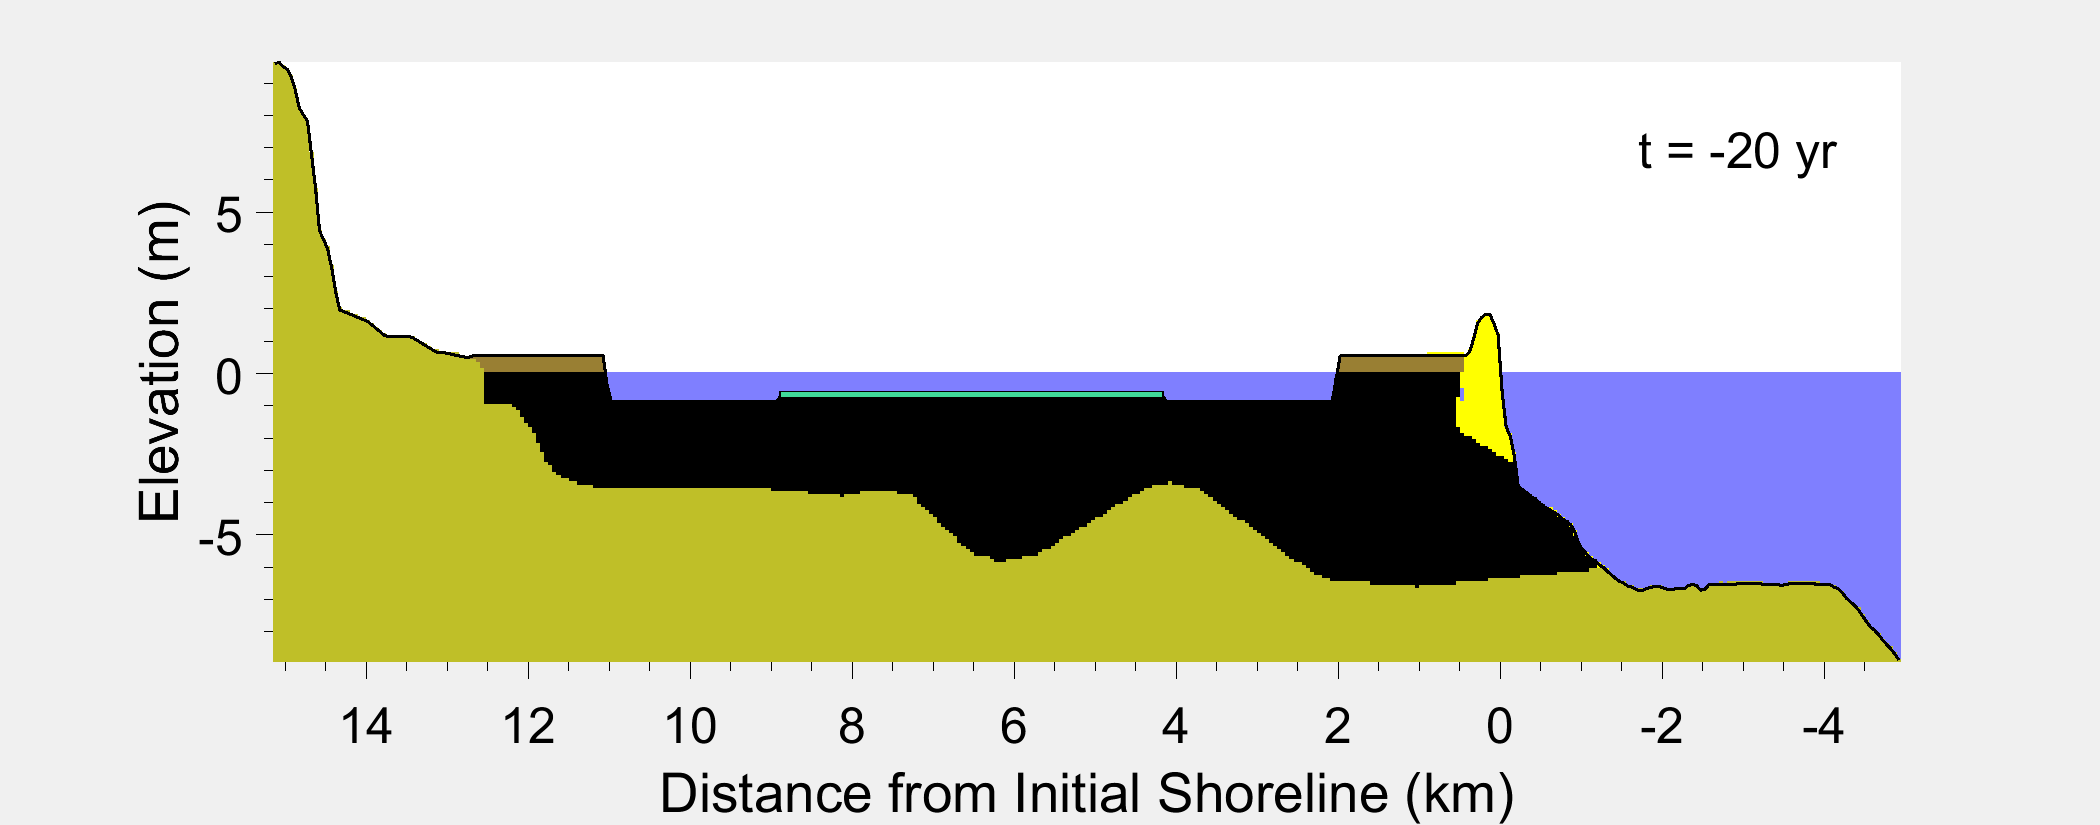 t = -20 yr
Elevation (m)
5
0
-5
14 12 10 8 6 4 2 0 -2 -4
Distance from Initial Shoreline (km)